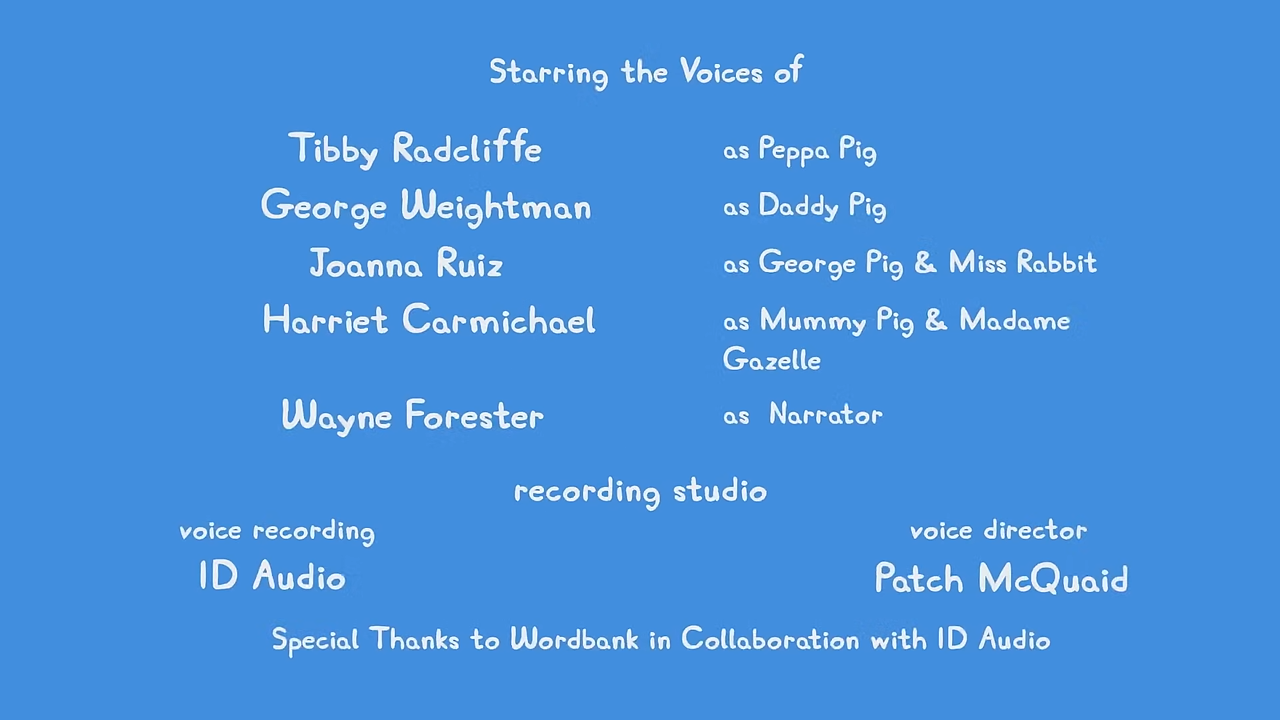 Starring the Voices of
Tibby Radcliffe as Peppa Pig
George Weightman as Daddy Pig
Joanna Ruiz as George Pig & Miss Rabbit
Harriet Carmichael as Mummy Pig & Madame
Gazelle
Wayne Forester as Narrator
recording studio
voice recording voice director
ID Audio Patch McQuaid
Special Thanks to Wordbank in Collaboration with ID Audio